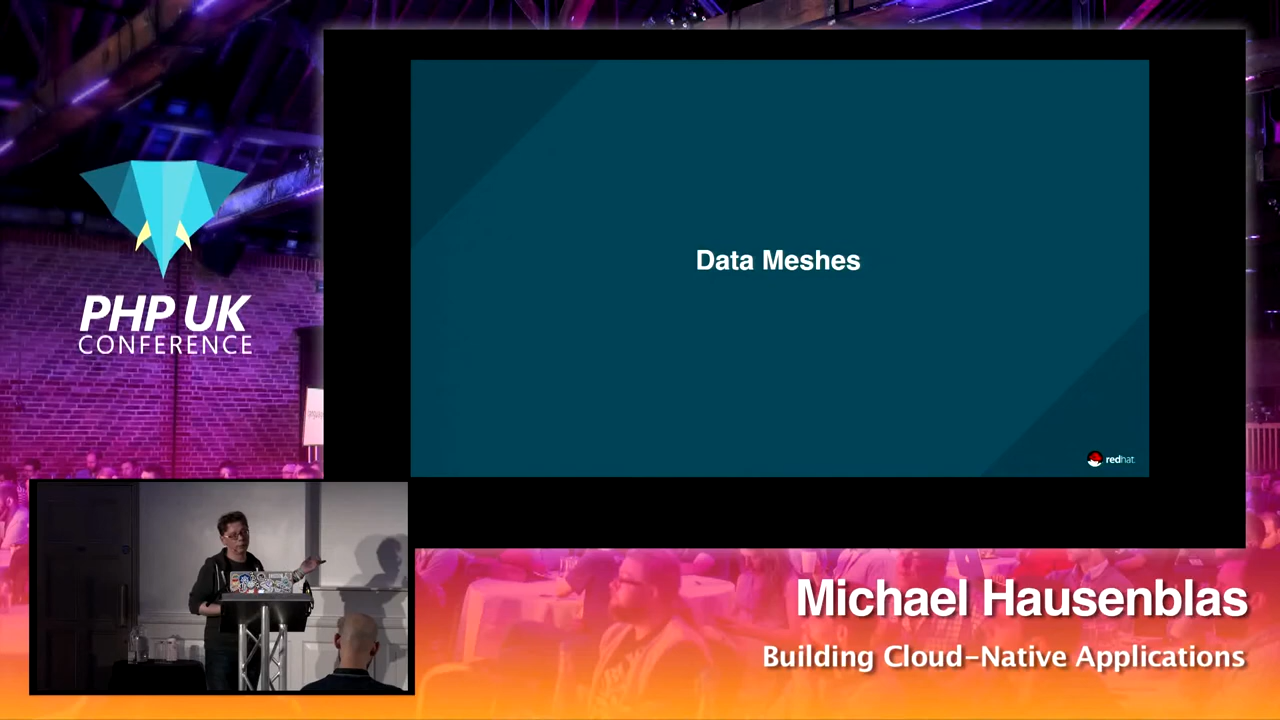 Data Meshes
redhat.
PHP UK
CONFERENCE
Michael Hausenblas
Building Cloud-Native Applications